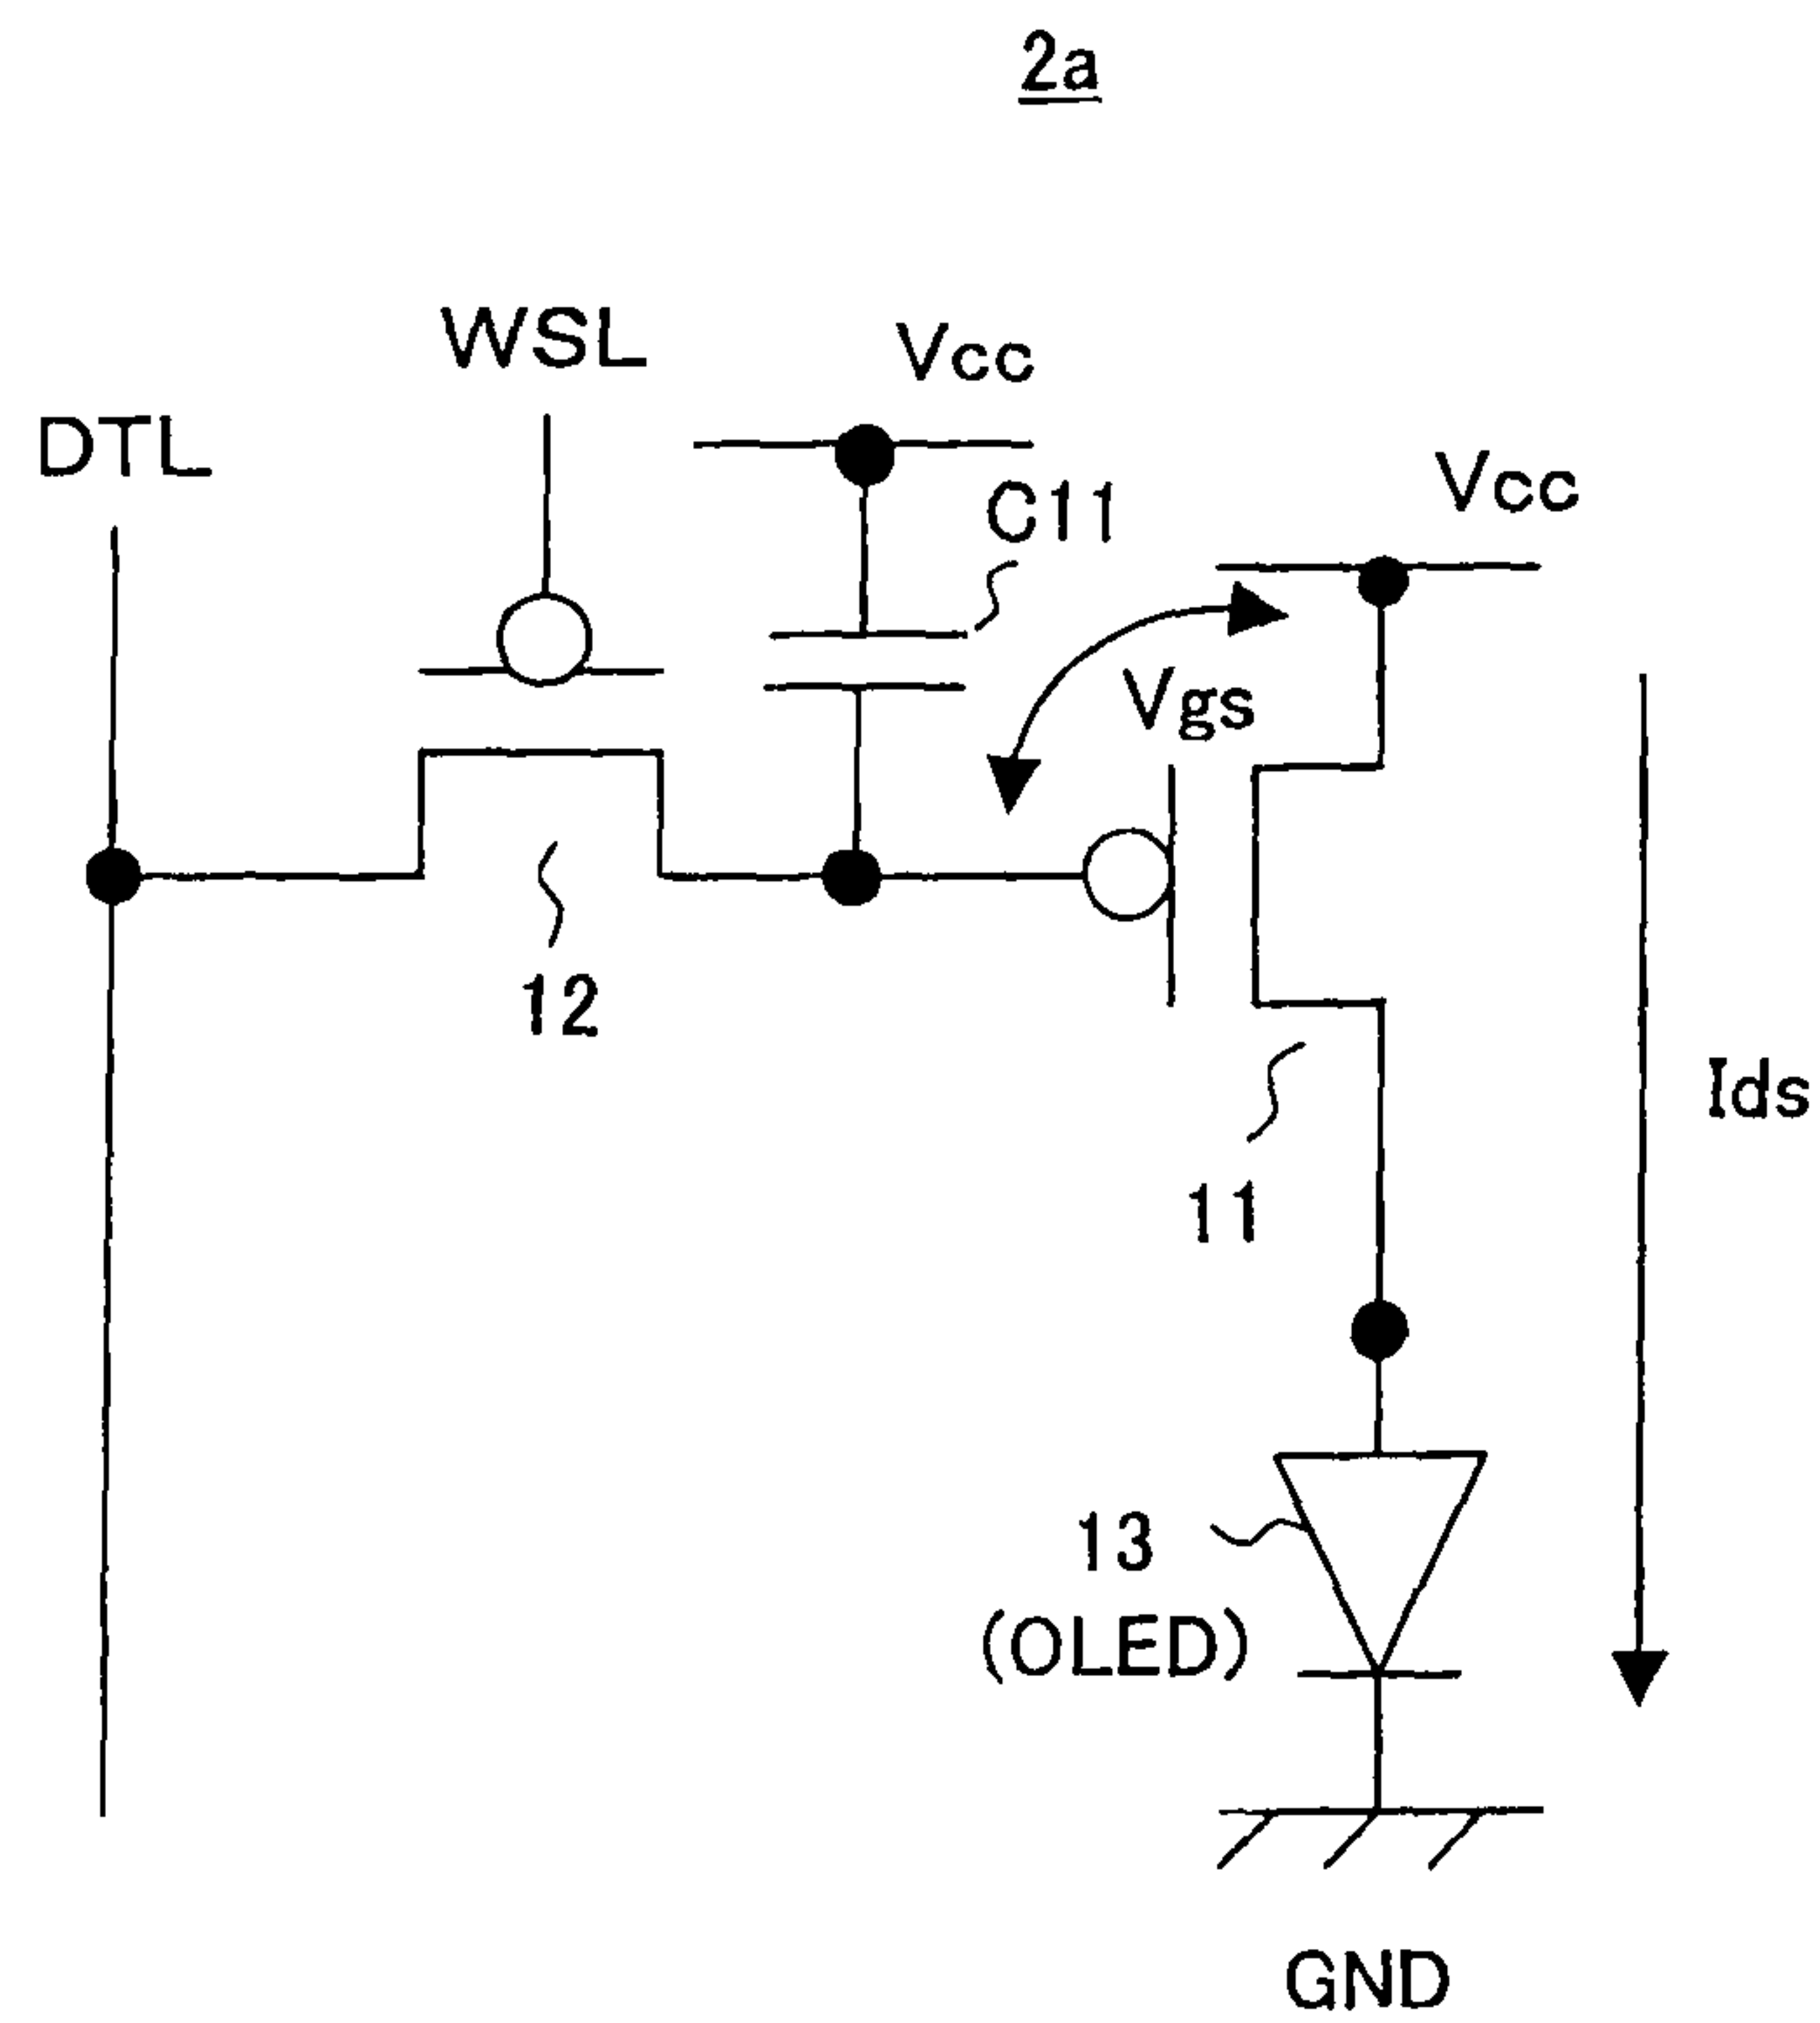 2a
WSL
Vcc
DTL
Vcc
C11
Vgs
12
Ids
11
13
(OLED)
GND